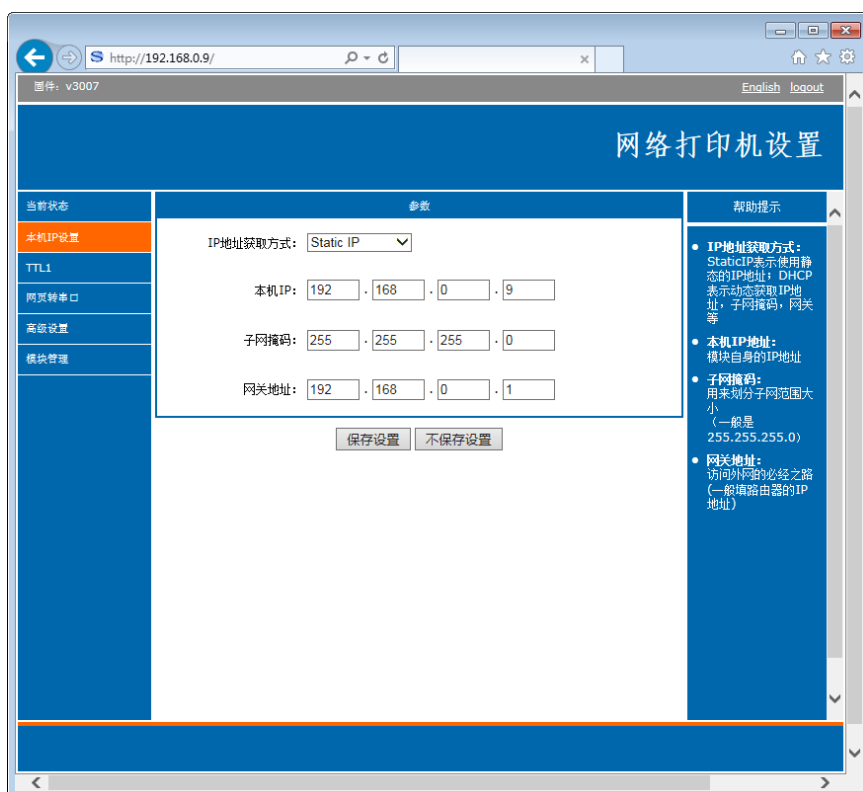 http://192.168.0.9/
固件：v3007
English logout
网络打印机设置
当前状态
本机IP设置
TTL1
网页转串口
高级设置
模块管理
参数
IP地址获取方式： Static IP
本机IP： 192 . 168 . 0 . 9
子网掩码： 255 . 255 . 255 . 0
网关地址： 192 . 168 . 0 . 1
保存设置 不保存设置
帮助提示
IP地址获取方式：
StaticIP表示使用静
态的IP地址；DHCP
表示动态获取IP地
址，子网掩码，网关
等
本机IP地址：
模块自身的IP地址
子网掩码：
用来划分子网范围大
小
（一般是
255.255.255.0）
网关地址：
访问外网的必经之路
(一般填路由器的IP
地址)